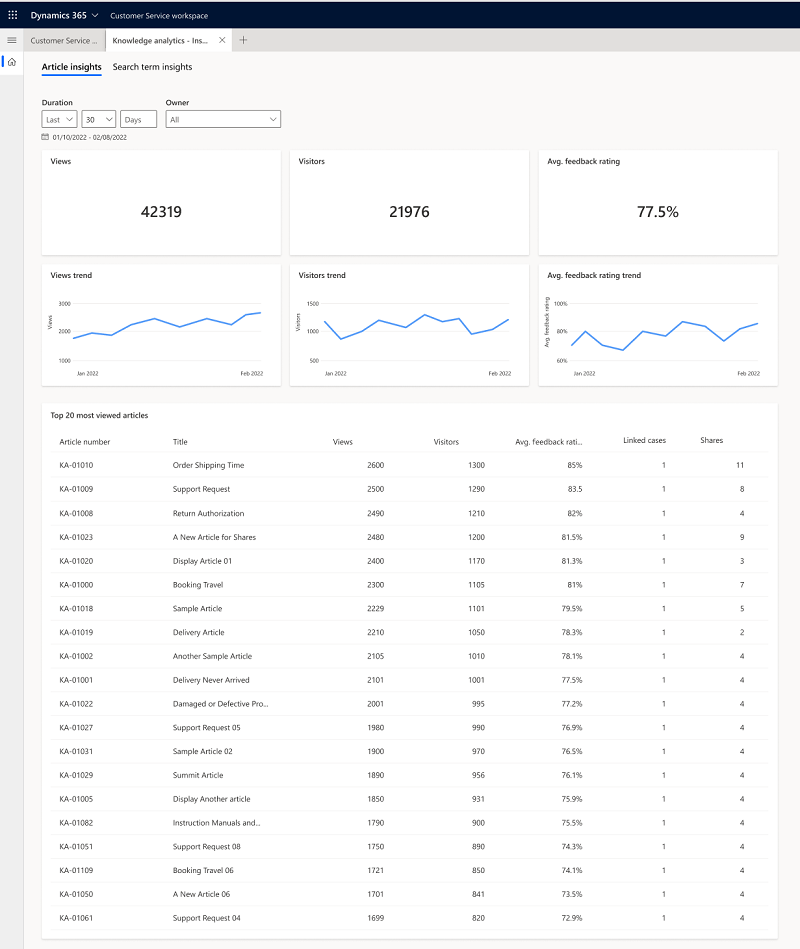 Dynamics 365 Customer Service workspace
Customer Service ... Knowledge analytics - Ins...
Article insights Search term insights
Duration Owner
Last 30 Days All
01/10/2022 - 02/08/2022
Views Visitors Avg. feedback rating
42319 21976 77.5%
Views trend Visitors trend Avg. feedback rating trend
Views
3000
2000
1000
Jan 2022 Feb 2022
Visitors
1500
1000
500
Jan 2022 Feb 2022
Avg. feedback rating
100%
80%
60%
Jan 2022 Feb 2022
Top 20 most viewed articles
Article number Title Views Visitors Avg. feedback rati... Linked cases Shares
KA-01010 Order Shipping Time 2600 1300 85% 1 11
KA-01009 Support Request 2500 1290 83.5 1 8
KA-01008 Return Authorization 2490 1210 82% 1 4
KA-01023 A New Article for Shares 2480 1200 81.5% 1 9
KA-01020 Display Article 01 2400 1170 81.3% 1 3
KA-01000 Booking Travel 2300 1105 81% 1 7
KA-01018 Sample Article 2229 1101 79.5% 1 5
KA-01019 Delivery Article 2210 1050 78.3% 1 2
KA-01002 Another Sample Article 2105 1010 78.1% 1 4
KA-01001 Delivery Never Arrived 2101 1001 77.5% 1 4
KA-01022 Damaged or Defective Pro... 2001 995 77.2% 1 4
KA-01027 Support Request 05 1980 990 76.9% 1 4
KA-01031 Sample Article 02 1900 970 76.5% 1 4
KA-01029 Summit Article 1890 956 76.1% 1 4
KA-01005 Display Another article 1850 931 75.9% 1 4
KA-01082 Instruction Manuals and... 1790 900 75.5% 1 4
KA-01051 Support Request 08 1750 890 74.3% 1 4
KA-01109 Booking Travel 06 1721 850 74.1% 1 4
KA-01050 A New Article 06 1701 841 73.5% 1 4
KA-01061 Support Request 04 1699 820 72.9% 1 4